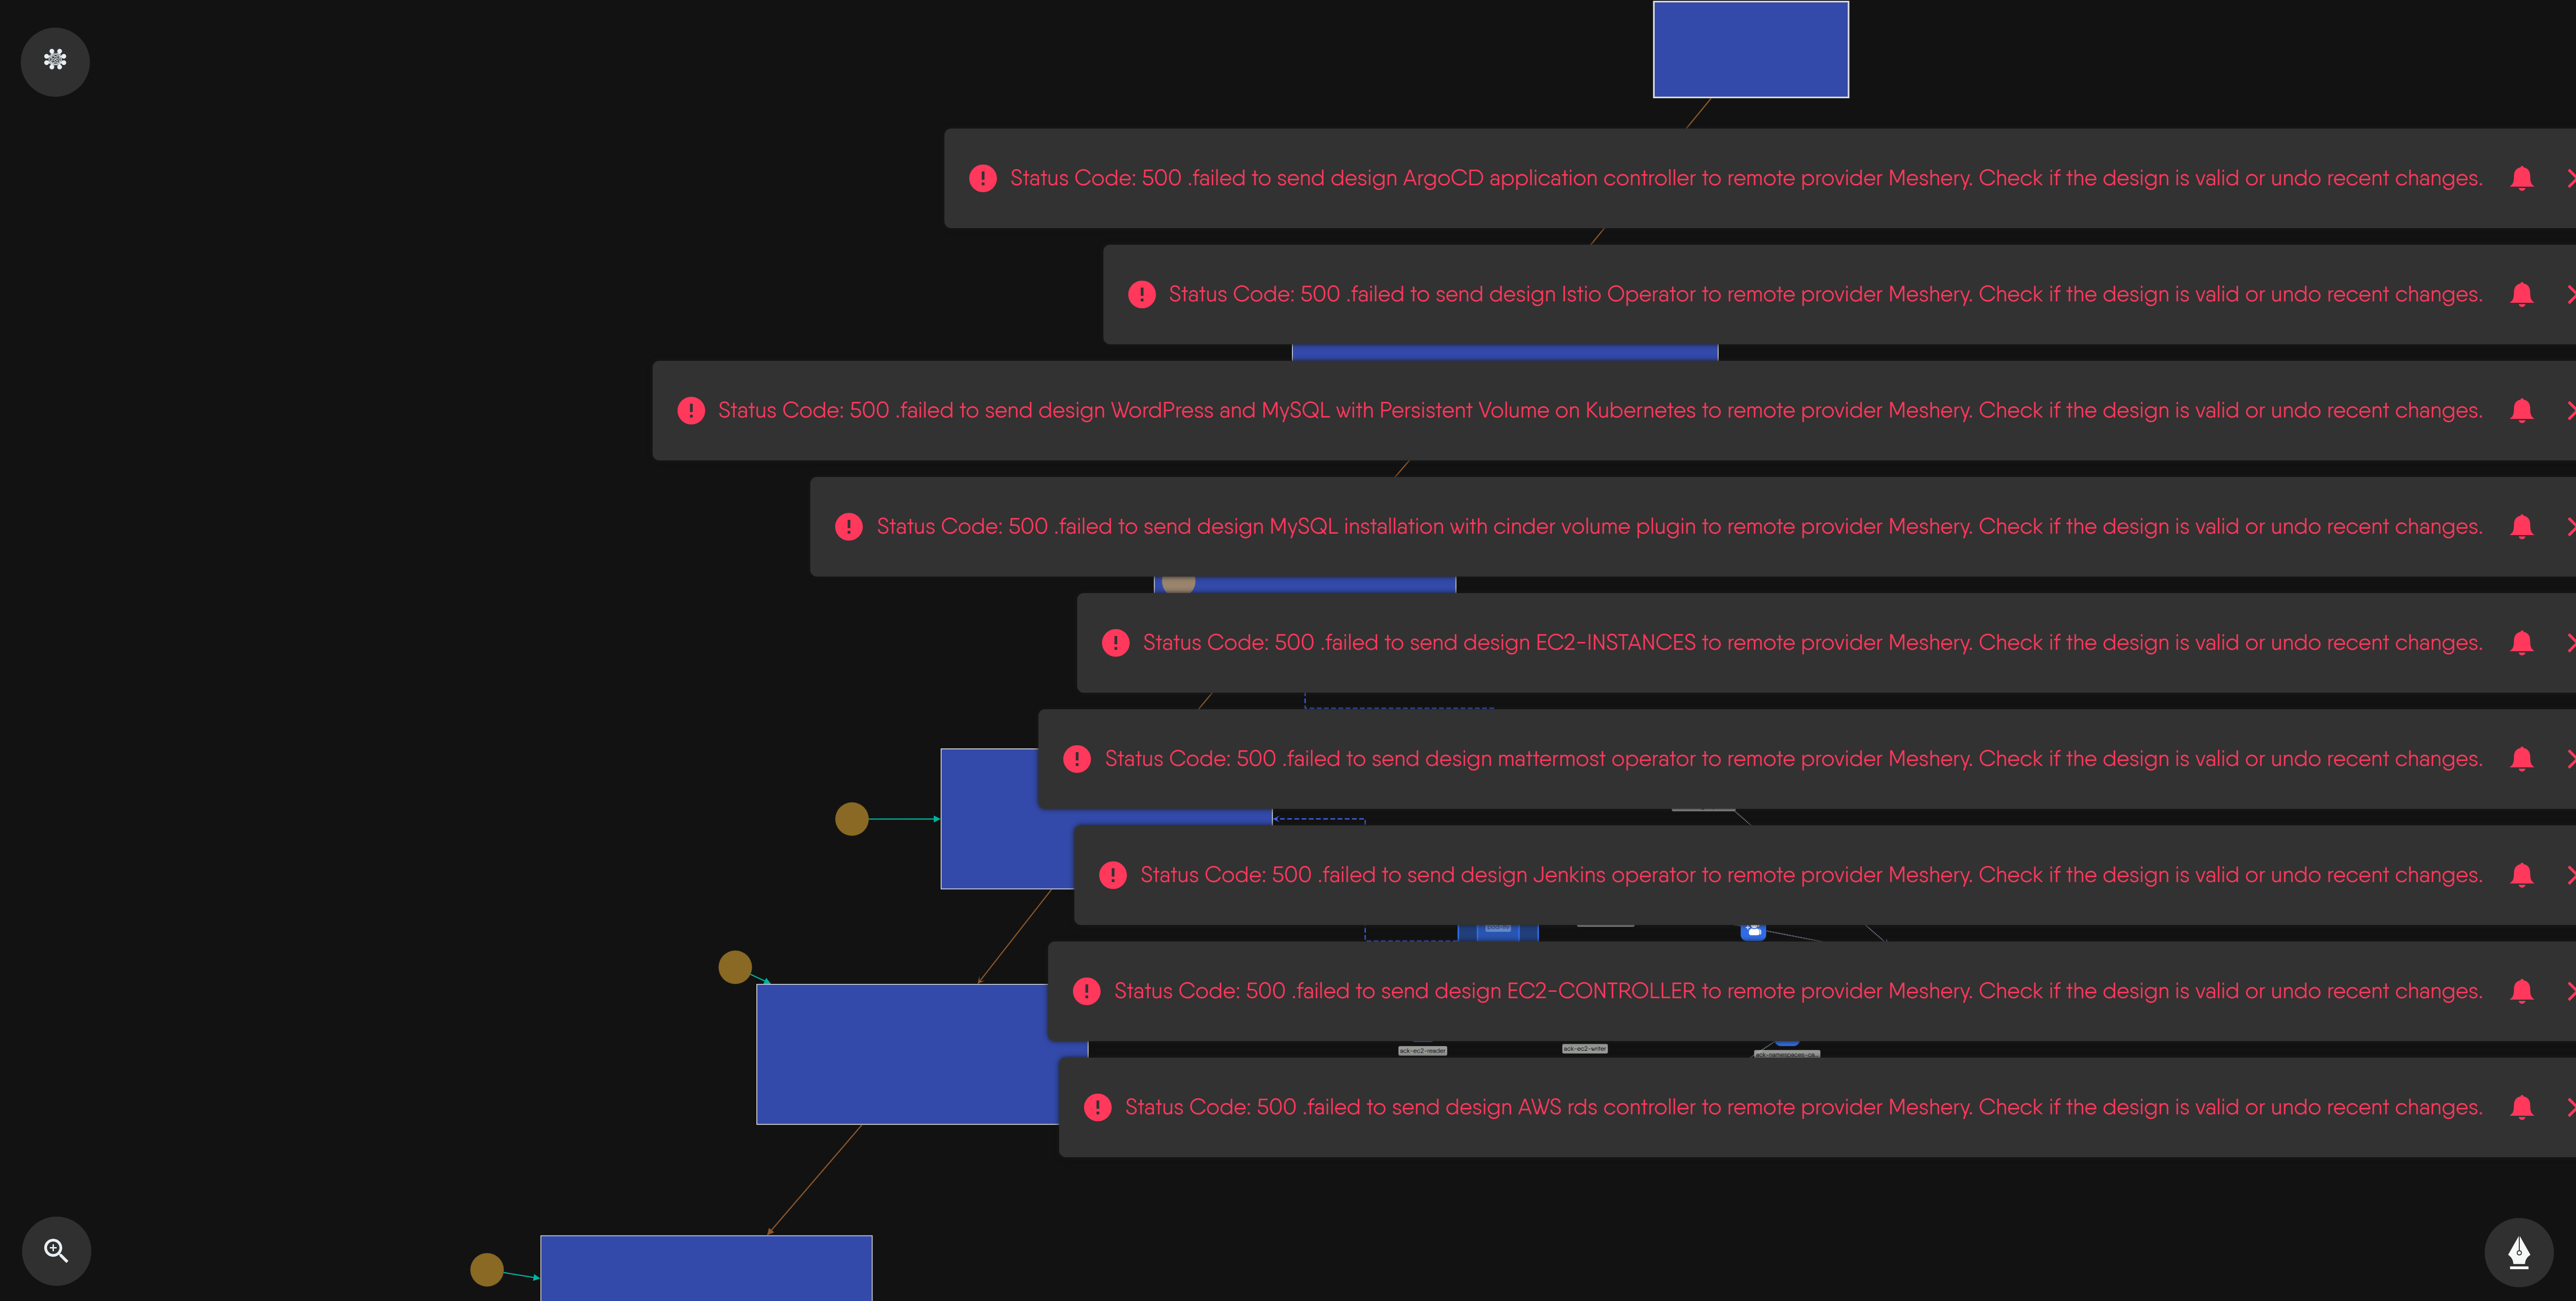 Status Code: 500 .failed to send design ArgoCD application controller to remote provider Meshery. Check if the design is valid or undo recent changes.
Status Code: 500 .failed to send design Istio Operator to remote provider Meshery. Check if the design is valid or undo recent changes.
Status Code: 500 .failed to send design WordPress and MySQL with Persistent Volume on Kubernetes to remote provider Meshery. Check if the design is valid or undo recent changes.
Status Code: 500 .failed to send design MySQL installation with cinder volume plugin to remote provider Meshery. Check if the design is valid or undo recent changes.
Status Code: 500 .failed to send design EC2-INSTANCES to remote provider Meshery. Check if the design is valid or undo recent changes.
Status Code: 500 .failed to send design mattermost operator to remote provider Meshery. Check if the design is valid or undo recent changes.
Status Code: 500 .failed to send design Jenkins operator to remote provider Meshery. Check if the design is valid or undo recent changes.
Status Code: 500 .failed to send design EC2-CONTROLLER to remote provider Meshery. Check if the design is valid or undo recent changes.
ack-ec2-reader
ack-ec2-writer
Status Code: 500 .failed to send design AWS rds controller to remote provider Meshery. Check if the design is valid or undo recent changes.